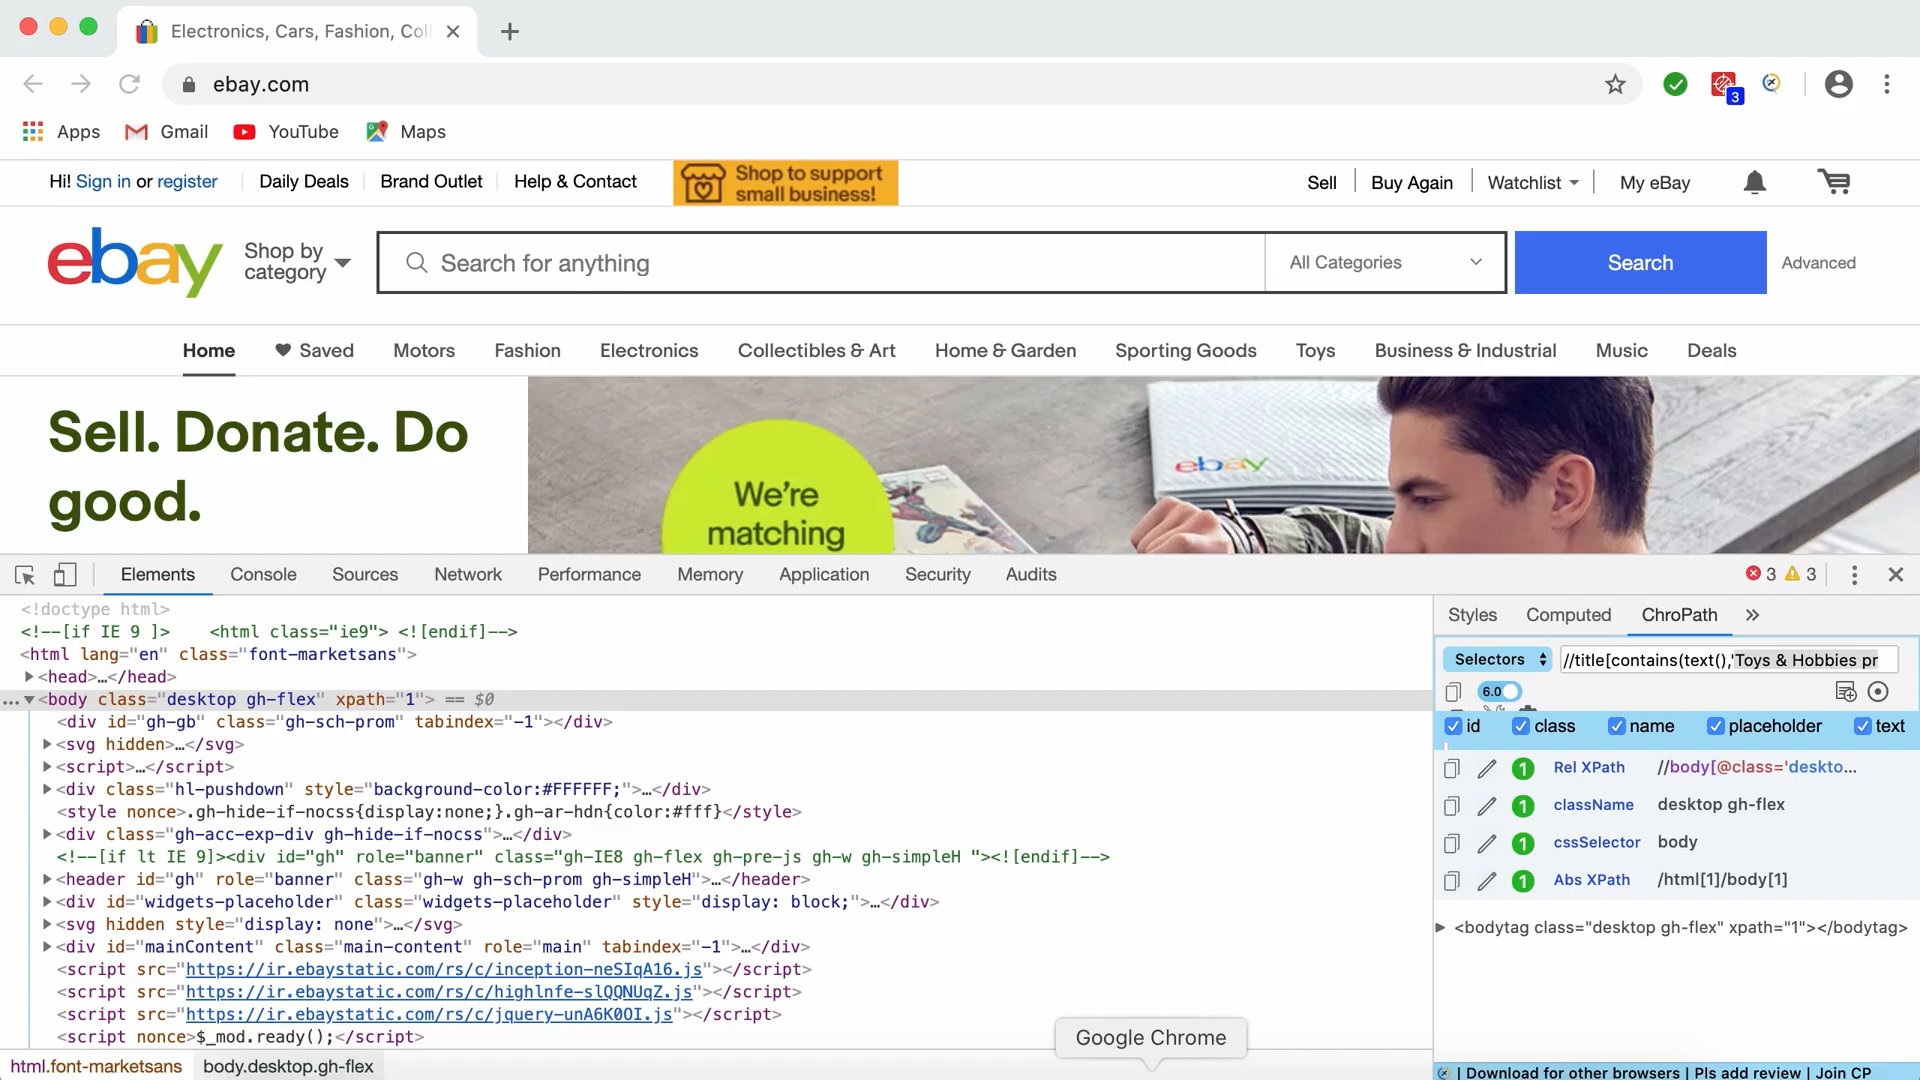 Electronics, Cars, Fashion, Coll
ebay.com
3
Apps Gmail YouTube Maps
Hi! Sign in or register Daily Deals Brand Outlet Help & Contact Shop to support
small business! Sell Buy Again Watchlist My eBay
ebay Shop by
category Search for anything All Categories Search Advanced
Home Saved Motors Fashion Electronics Collectibles & Art Home & Garden Sporting Goods Toys Business & Industrial Music Deals
Sell. Donate. Do
good.
We're
matching
ebay
Elements Console Sources Network Performance Memory Application Security Audits 3 3
<!doctype html>
<!--[if IE 9 ]>    <html class="ie9"> <![endif]-->
<html lang="en" class="font-marketsans">
<head>…</head>
<body class="desktop gh-flex" xpath="1"> == $0
<div id="gh-gb" class="gh-sch-prom" tabindex="-1"></div>
<svg hidden>…</svg>
<script>…</script>
<div class="hl-pushdown" style="background-color:#FFFFFF;">…</div>
<style nonce>.gh-hide-if-nocss{display:none;}.gh-ar-hdn{color:#fff}</style>
<div class="gh-acc-exp-div gh-hide-if-nocss">…</div>
<!--[if lt IE 9]><div id="gh" role="banner" class="gh-IE8 gh-flex gh-pre-js gh-w gh-simpleH "><![endif]-->
<header id="gh" role="banner" class="gh-w gh-sch-prom gh-simpleH">…</header>
<div id="widgets-placeholder" class="widgets-placeholder" style="display: block;">…</div>
<svg hidden style="display: none">…</svg>
<div id="mainContent" class="main-content" role="main" tabindex="-1">…</div>
<script src="https://ir.ebaystatic.com/rs/c/inception-neSIqA16.js"></script>
<script src="https://ir.ebaystatic.com/rs/c/highlnfe-slQQNUqZ.js"></script>
<script src="https://ir.ebaystatic.com/rs/c/jquery-unA6K0OI.js"></script>
<script nonce>$_mod.ready();</script>
html.font-marketsans body.desktop.gh-flex
Google Chrome
Styles Computed ChroPath »
Selectors //title[contains(text(),'Toys & Hobbies pr
6.0
id class name placeholder text
1 Rel XPath //body[@class='deskto...
1 className desktop gh-flex
1 cssSelector body
1 Abs XPath /html[1]/body[1]
<bodytag class="desktop gh-flex" xpath="1"></bodytag>
| Download for other browsers | Pls add review | Join CP